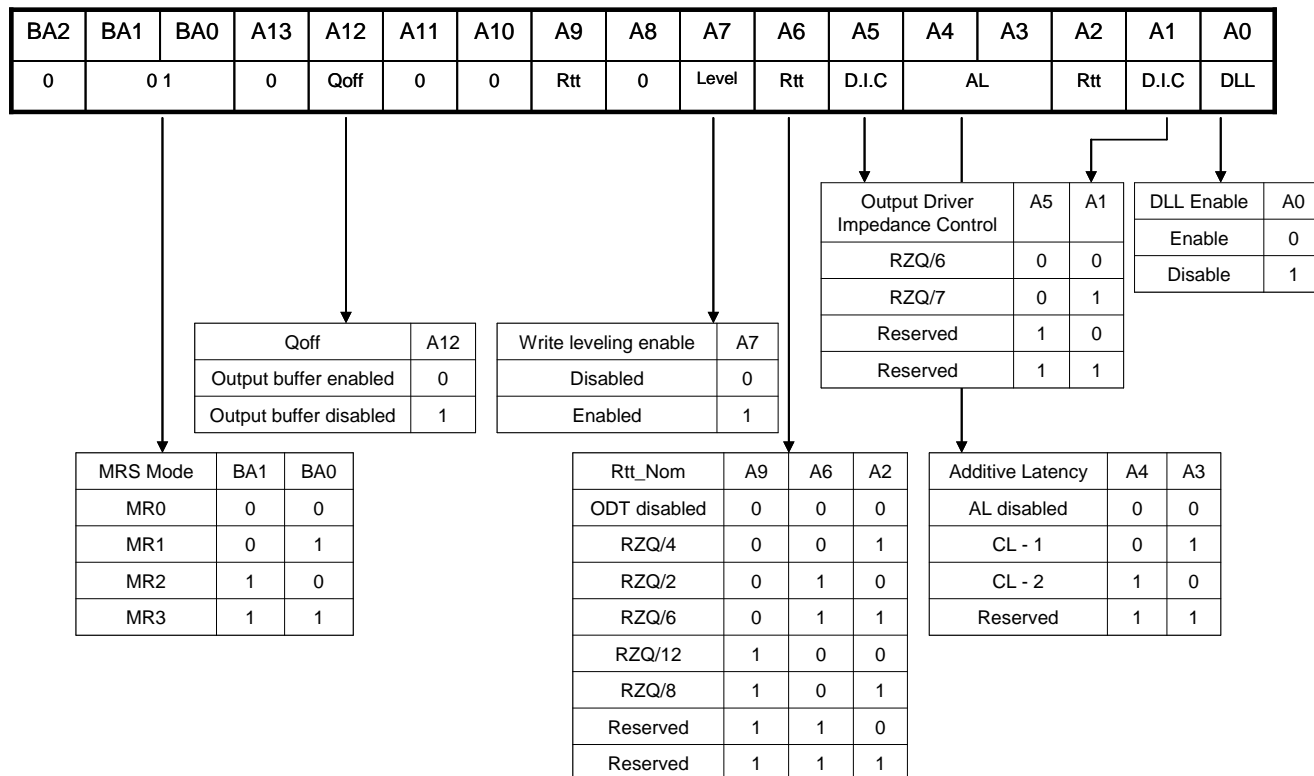 BA2 BA1 BA0 A13 A12 A11 A10 A9 A8 A7 A6 A5 A4 A3 A2 A1 A0
0 0 1 0 Qoff 0 0 Rtt 0 Level Rtt D.I.C AL Rtt D.I.C DLL
Output Driver
Impedance Control A5 A1
RZQ/6 0 0
RZQ/7 0 1
Reserved 1 0
Reserved 1 1
DLL Enable A0
Enable 0
Disable 1
Qoff A12
Output buffer enabled 0
Output buffer disabled 1
Write leveling enable A7
Disabled 0
Enabled 1
MRS Mode BA1 BA0
MR0 0 0
MR1 0 1
MR2 1 0
MR3 1 1
Rtt_Nom A9 A6 A2
ODT disabled 0 0 0
RZQ/4 0 0 1
RZQ/2 0 1 0
RZQ/6 0 1 1
RZQ/12 1 0 0
RZQ/8 1 0 1
Reserved 1 1 0
Reserved 1 1 1
Additive Latency A4 A3
AL disabled 0 0
CL - 1 0 1
CL - 2 1 0
Reserved 1 1